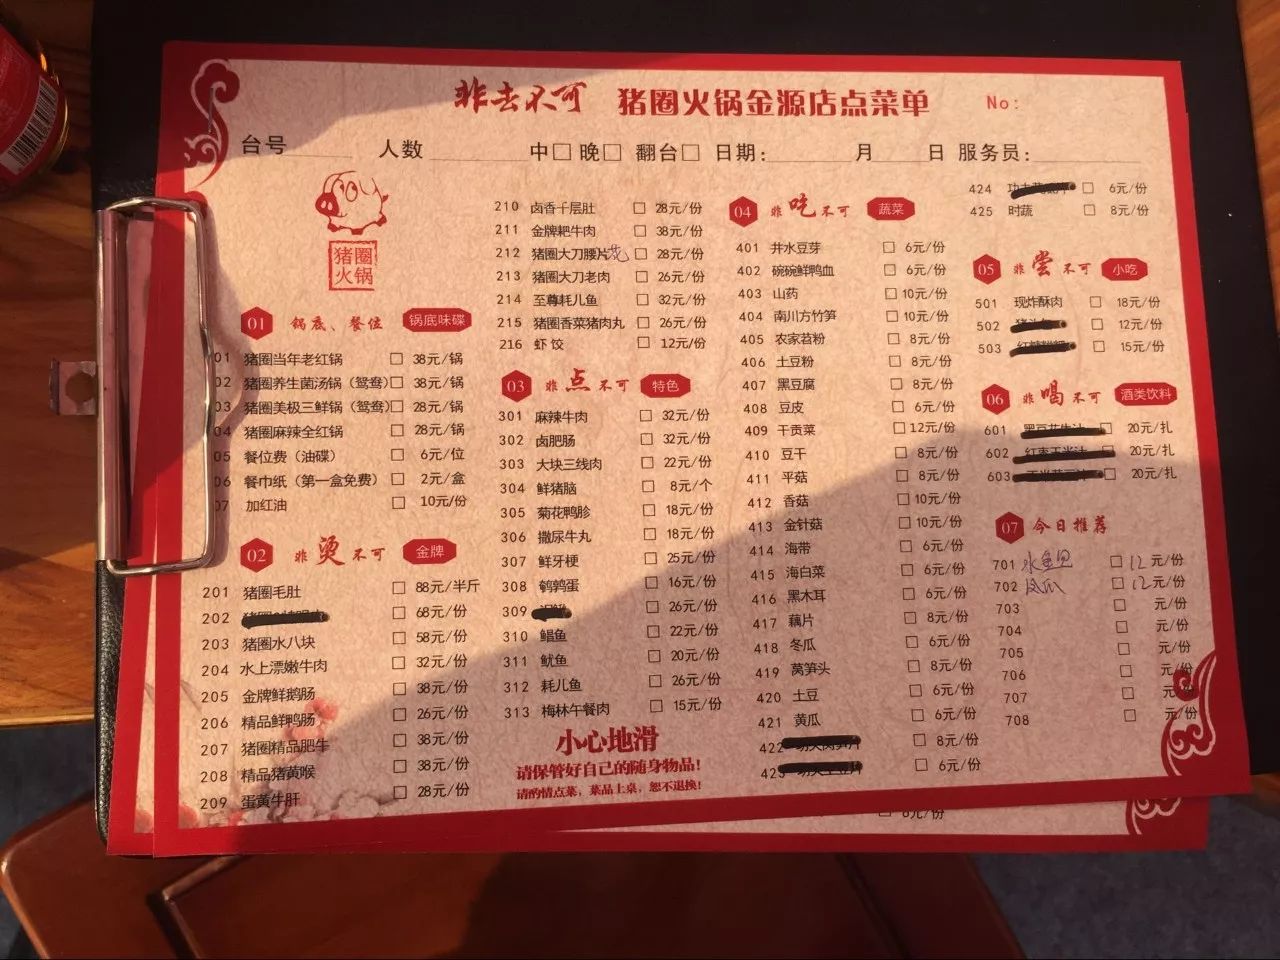 非去不可 猪圈火锅金源店点菜单 No:
台号 人数 中□ 晚□ 翻台□ 日期: 月 日 服务员:
猪圈
火锅
01 锅底、餐位 锅底味碟
01 猪圈当年老红锅 □ 38元/锅
02 猪圈养生菌汤锅（鸳鸯）□ 38元/锅
03 猪圈美极三鲜锅（鸳鸯）□ 28元/锅
04 猪圈麻辣全红锅 □ 28元/锅
05 餐位费（油碟） □ 6元/位
06 餐巾纸（第一盒免费） □ 2元/盒
07 加红油 □ 10元/份
02 非烫不可 金牌
201 猪圈毛肚 □ 88元/半斤
202 □ 68元/份
203 猪圈水八块 □ 58元/份
204 水上漂嫩牛肉 □ 32元/份
205 金牌鲜鹅肠 □ 38元/份
206 精品鲜鸭肠 □ 26元/份
207 猪圈精品肥牛 □ 38元/份
208 精品猪黄喉 □ 38元/份
209 蛋黄牛肝 □ 28元/份
210 卤香千层肚 □ 28元/份
211 金牌耙牛肉 □ 38元/份
212 猪圈大刀腰片花 □ 28元/份
213 猪圈大刀老肉 □ 26元/份
214 至尊耗儿鱼 □ 32元/份
215 猪圈香菜猪肉丸 □ 26元/份
216 虾饺 □ 12元/份
03 非点不可 特色
301 麻辣牛肉 □ 32元/份
302 卤肥肠 □ 32元/份
303 大块三线肉 □ 22元/份
304 鲜猪脑 □ 8元/个
305 菊花鸭胗 □ 18元/份
306 撒尿牛丸 □ 18元/份
307 鲜牙梗 □ 25元/份
308 鹌鹑蛋 □ 16元/份
309 □ 26元/份
310 鲳鱼 □ 22元/份
311 鱿鱼 □ 20元/份
312 耗儿鱼 □ 26元/份
313 梅林午餐肉 □ 15元/份
小心地滑
请保管好自己的随身物品!
请酌情点菜，菜品上桌，恕不退换!
04 非吃不可 蔬菜
401 井水豆芽 □ 6元/份
402 碗碗鲜鸭血 □ 6元/份
403 山药 □ 10元/份
404 南川方竹笋 □ 10元/份
405 农家苕粉 □ 8元/份
406 土豆粉 □ 8元/份
407 黑豆腐 □ 8元/份
408 豆皮 □ 6元/份
409 干贡菜 □ 12元/份
410 豆干 □ 8元/份
411 平菇 □ 8元/份
412 香菇 □ 10元/份
413 金针菇 □ 10元/份
414 海带 □ 6元/份
415 海白菜 □ 6元/份
416 黑木耳 □ 6元/份
417 藕片 □ 8元/份
418 冬瓜 □ 6元/份
419 莴笋头 □ 8元/份
420 土豆 □ 6元/份
421 黄瓜 □ 6元/份
422 □ 8元/份
423 □ 6元/份
424 □ 6元/份
425 时蔬 □ 8元/份
05 非尝不可 小吃
501 现炸酥肉 □ 18元/份
502 □ 12元/份
503 □ 15元/份
06 非喝不可 酒类饮料
601 □ 20元/扎
602 □ 20元/扎
603 □ 20元/扎
07 今日推荐
701 □ 12元/份
702 凤爪 □ 12元/份
703 □ 元/份
704 □ 元/份
705 □ 元/份
706 □ 元/份
707 □ 元/份
708 □ 元/份
6元/份